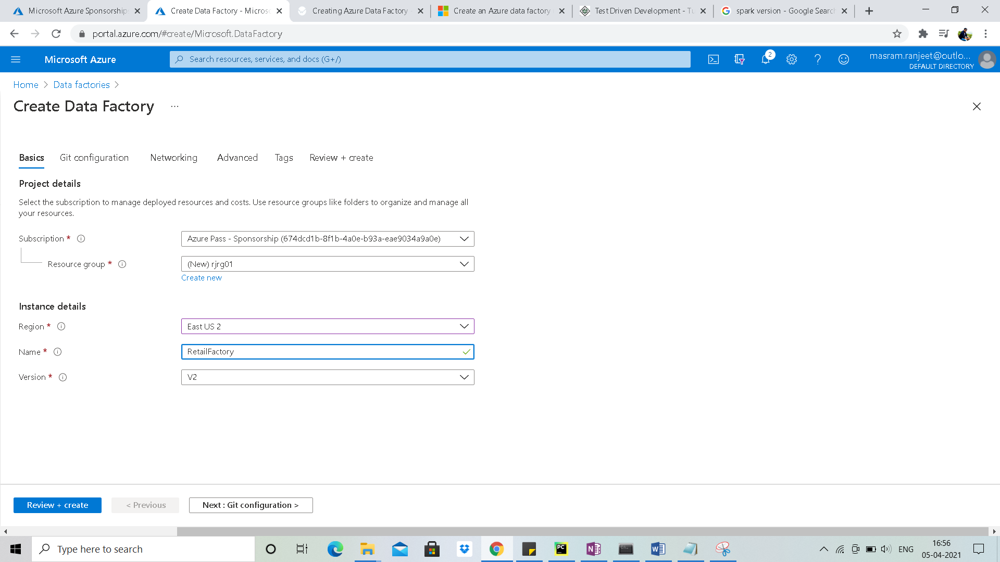 Microsoft Azure Sponsorships
Create Data Factory - Micros
Creating Azure Data Factory -
Create an Azure data factory
Test Driven Development - Tu
spark version - Google Search
portal.azure.com/#create/Microsoft.DataFactory
Microsoft Azure
Search resources, services, and docs (G+/)
2
masram.ranjeet@outlo...
DEFAULT DIRECTORY
Home > Data factories >
Create Data Factory ...
Basics
Git configuration
Networking
Advanced
Tags
Review + create
Project details
Select the subscription to manage deployed resources and costs. Use resource groups like folders to organize and manage all
your resources.
Subscription *
Azure Pass - Sponsorship (674dcd1b-8f1b-4a0e-b93a-eae9034a9a0e)
Resource group *
(New) rjrg01
Create new
Instance details
Region *
East US 2
Name *
RetailFactory
Version *
V2
Review + create
< Previous
Next : Git configuration >
Type here to search
PC
N
W
ENG
16:56
05-04-2021